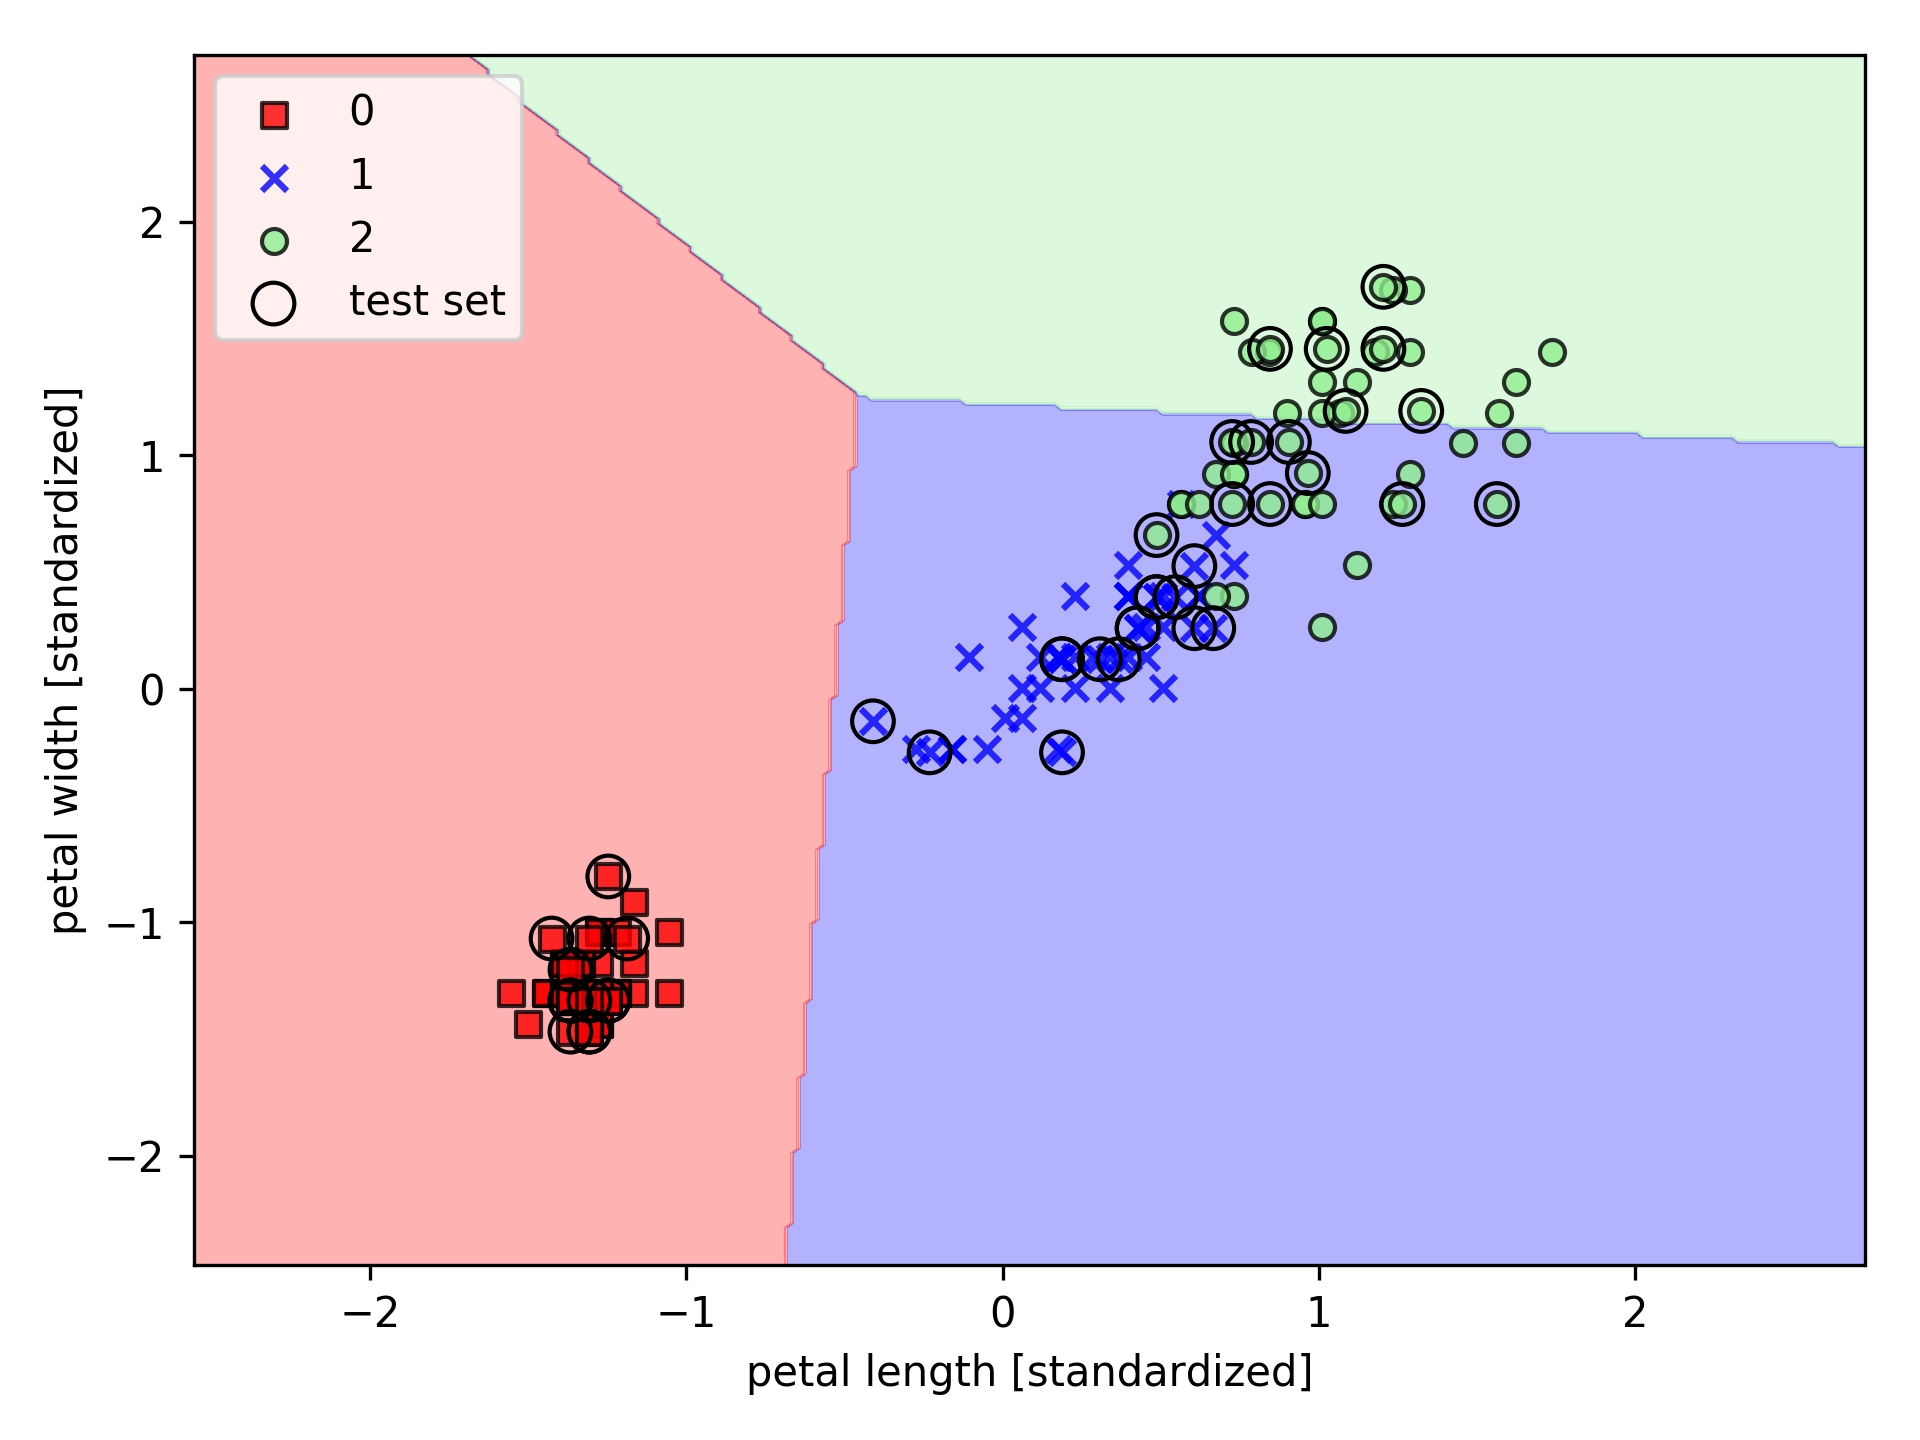 0
1
2
test set
2
1
0
−1
−2
petal width [standardized]
−2 −1 0 1 2
petal length [standardized]